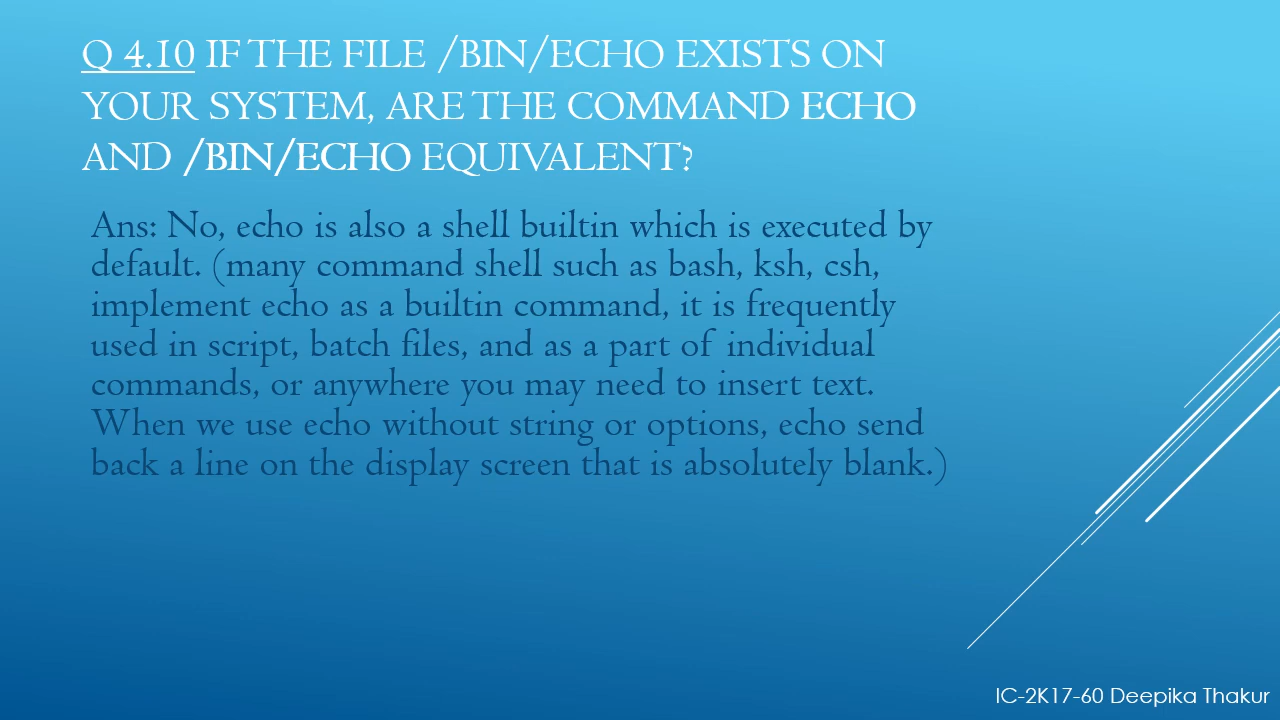 Q 4.10 IF THE FILE /BIN/ECHO EXISTS ON
YOUR SYSTEM, ARE THE COMMAND ECHO
AND /BIN/ECHO EQUIVALENT?
Ans: No, echo is also a shell builtin which is executed by
default. (many command shell such as bash, ksh, csh,
implement echo as a builtin command, it is frequently
used in script, batch files, and as a part of individual
commands, or anywhere you may need to insert text.
When we use echo without string or options, echo send
back a line on the display screen that is absolutely blank.)
IC-2K17-60 Deepika Thakur